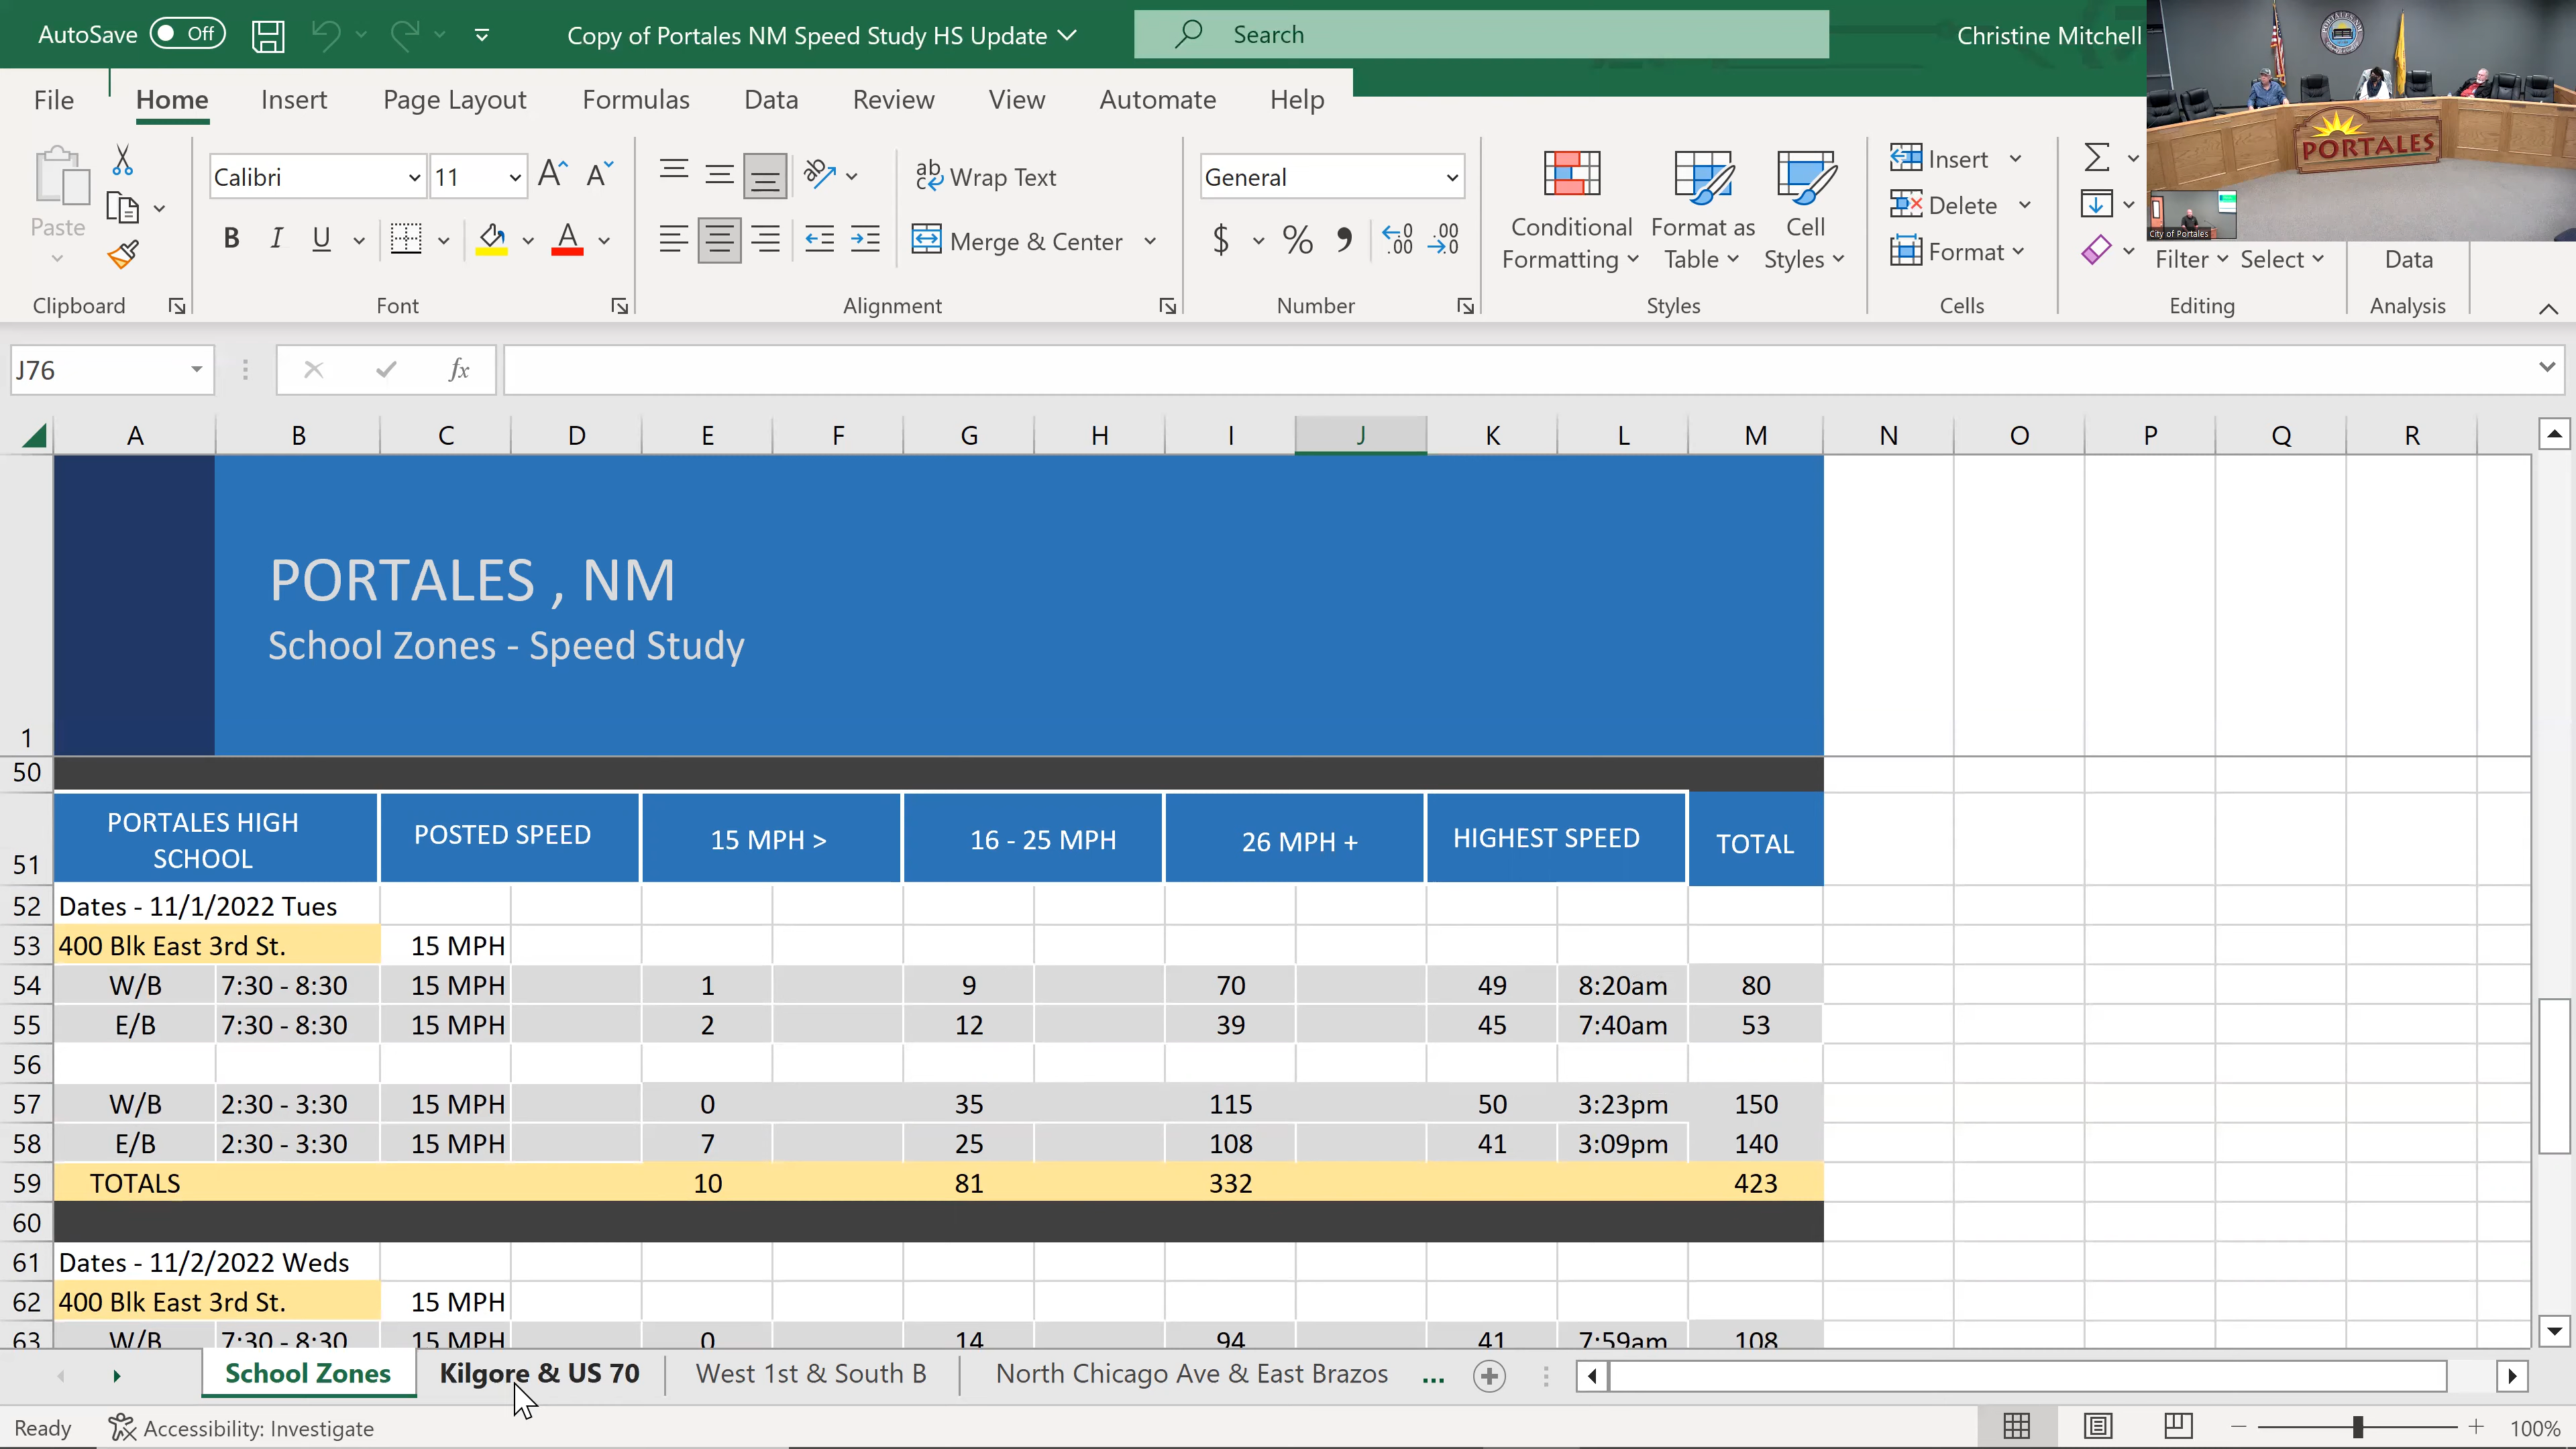 AutoSave Off Copy of Portales NM Speed Study HS Update Search Christine Mitchell
File Home Insert Page Layout Formulas Data Review View Automate Help
PORTALES
City of Portales
Paste
Calibri 11
B I U
Wrap Text
Merge & Center
General
$ % 9
Conditional Formatting
Format as Table
Cell Styles
Insert
Delete
Format
Filter Select
Data
Clipboard Font Alignment Number Styles Cells Editing Analysis
J76 fx
A B C D E F G H I J K L M N O P Q R
PORTALES , NM
School Zones - Speed Study
1
50
51 PORTALES HIGH SCHOOL POSTED SPEED 15 MPH > 16 - 25 MPH 26 MPH + HIGHEST SPEED TOTAL
52 Dates - 11/1/2022 Tues
53 400 Blk East 3rd St. 15 MPH
54 W/B 7:30 - 8:30 15 MPH 1 9 70 49 8:20am 80
55 E/B 7:30 - 8:30 15 MPH 2 12 39 45 7:40am 53
56
57 W/B 2:30 - 3:30 15 MPH 0 35 115 50 3:23pm 150
58 E/B 2:30 - 3:30 15 MPH 7 25 108 41 3:09pm 140
59 TOTALS 10 81 332 423
60
61 Dates - 11/2/2022 Weds
62 400 Blk East 3rd St. 15 MPH
63 W/B 7:30 - 8:30 15 MPH 0 14 94 41 7:59am 108
School Zones Kilgore & US 70 West 1st & South B North Chicago Ave & East Brazos ...
Ready Accessibility: Investigate 100%